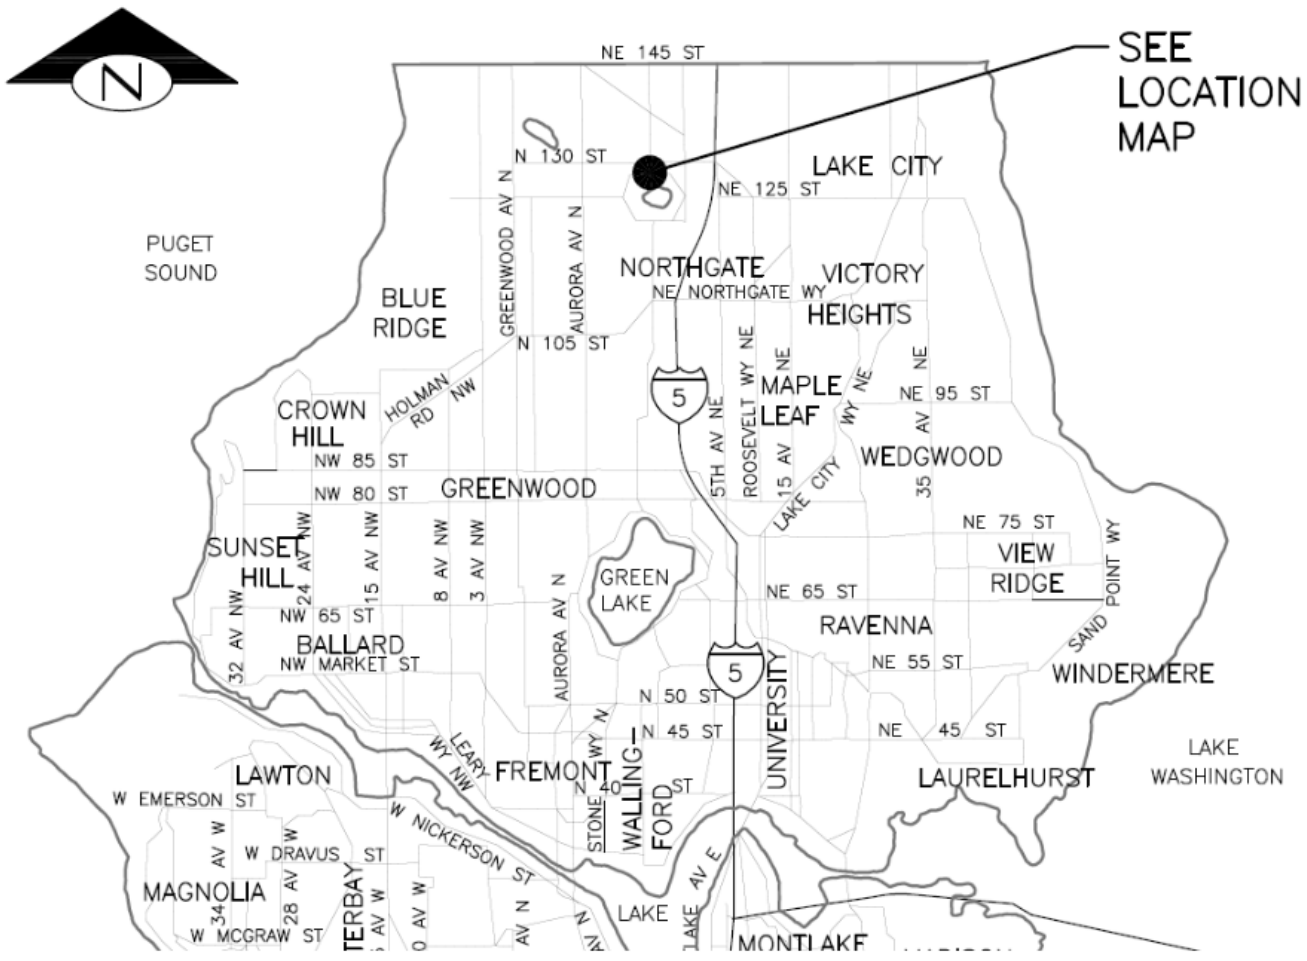 N
NE 145 ST
SEE
LOCATION
MAP
N 130 ST
LAKE CITY
NE 125 ST
GREENWOOD AV N
AURORA AV N
PUGET
SOUND
NORTHGATE
NE NORTHGATE WY
VICTORY
HEIGHTS
BLUE
RIDGE
N 105 ST
HOLMAN
RD NW
5
5TH AV NE
ROOSEVELT WY NE
15 AV NE
MAPLE
LEAF
LAKE CITY WY NE
35 AV NE
NE 95 ST
CROWN
HILL
NW 85 ST
WEDGWOOD
NW 80 ST
GREENWOOD
NE 75 ST
SUNSET
HILL
24 AV NW
15 AV NW
8 AV NW
3 AV NW
VIEW
RIDGE
SAND POINT WY
GREEN
LAKE
AURORA AV N
NE 65 ST
32 AV NW
NW 65 ST
RAVENNA
BALLARD
NW MARKET ST
NE 55 ST
5
WINDERMERE
UNIVERSITY
N 50 ST
N 45 ST
NE 45 ST
LEARY
WY NW
FREMONT
STONE WY N
WALLING-
FORD
N 40 ST
LAURELHURST
LAKE
WASHINGTON
LAWTON
W EMERSON ST
W NICKERSON ST
34 AV W
28 AV W
W DRAVUS ST
MAGNOLIA
TERBAY
AV W
0 AV W
AV N
N AV
W MCGRAW ST
LAKE
LAKE AV E
MONTLAKE